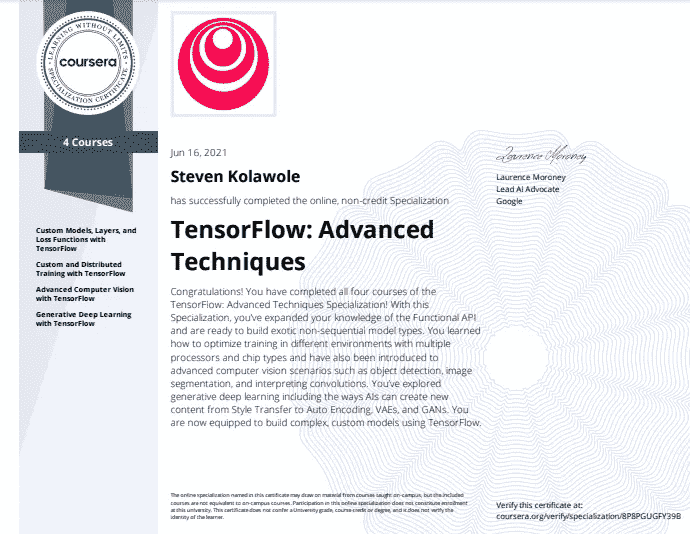 LEARNING WITHOUT LIMITS
coursera
SPECIALIZATION CERTIFICATE
4 Courses
Custom Models, Layers, and
Loss Functions with
TensorFlow
Custom and Distributed
Training with TensorFlow
Advanced Computer Vision
with TensorFlow
Generative Deep Learning
with TensorFlow
Jun 16, 2021
Steven Kolawole
has successfully completed the online, non-credit Specialization
TensorFlow: Advanced
Techniques
Congratulations! You have completed all four courses of the
TensorFlow: Advanced Techniques Specialization! With this
Specialization, you've expanded your knowledge of the Functional API
and are ready to build exotic non-sequential model types. You learned
how to optimize training in different environments with multiple
processors and chip types and have also been introduced to
advanced computer vision scenarios such as object detection, image
segmentation, and interpreting convolutions. You've explored
generative deep learning including the ways AIs can create new
content from Style Transfer to Auto Encoding, VAEs, and GANs. You
are now equipped to build complex, custom models using TensorFlow.
Laurence Moroney
Laurence Moroney
Lead AI Advocate
Google
The online specialization named in this certificate may draw on material from courses taught on-campus, but the included
courses are not equivalent to on-campus courses. Participation in this online specialization does not constitute enrollment
at this university. This certificate does not confer a University grade, course credit or degree, and it does not verify the
identity of the learner.
Verify this certificate at:
coursera.org/verify/specialization/8P8PGUGFY39B